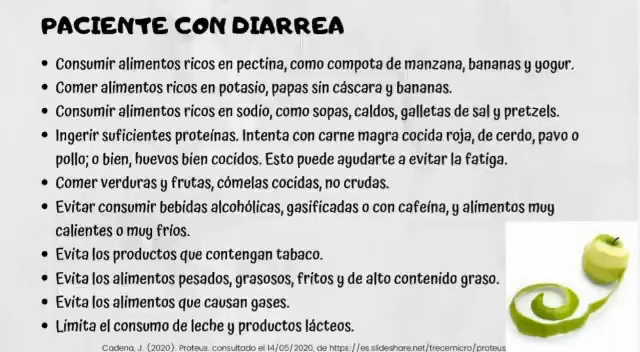 PACIENTE CON DIARREA
• Consumir alimentos ricos en pectina, como compota de manzana, bananas y yogur.
• Comer alimentos ricos en potasio, papas sin cáscara y bananas.
• Consumir alimentos ricos en sodio, como sopas, caldos, galletas de sal y pretzels.
• Ingerir suficientes proteínas. Intenta con carne magra cocida roja, de cerdo, pavo o
pollo; o bien, huevos bien cocidos. Esto puede ayudarte a evitar la fatiga.
• Comer verduras y frutas, cómelas cocidas, no crudas.
• Evitar consumir bebidas alcohólicas, gasificadas o con cafeína, y alimentos muy
calientes o muy fríos.
• Evita los productos que contengan tabaco.
• Evita los alimentos pesados, grasosos, fritos y de alto contenido graso.
• Evita los alimentos que causan gases.
• Limita el consumo de leche y productos lácteos.
Cadena, J. (2020). Proteus. consultado el 14/05/2020, de https://es.slideshare.net/trecemicro/proteus